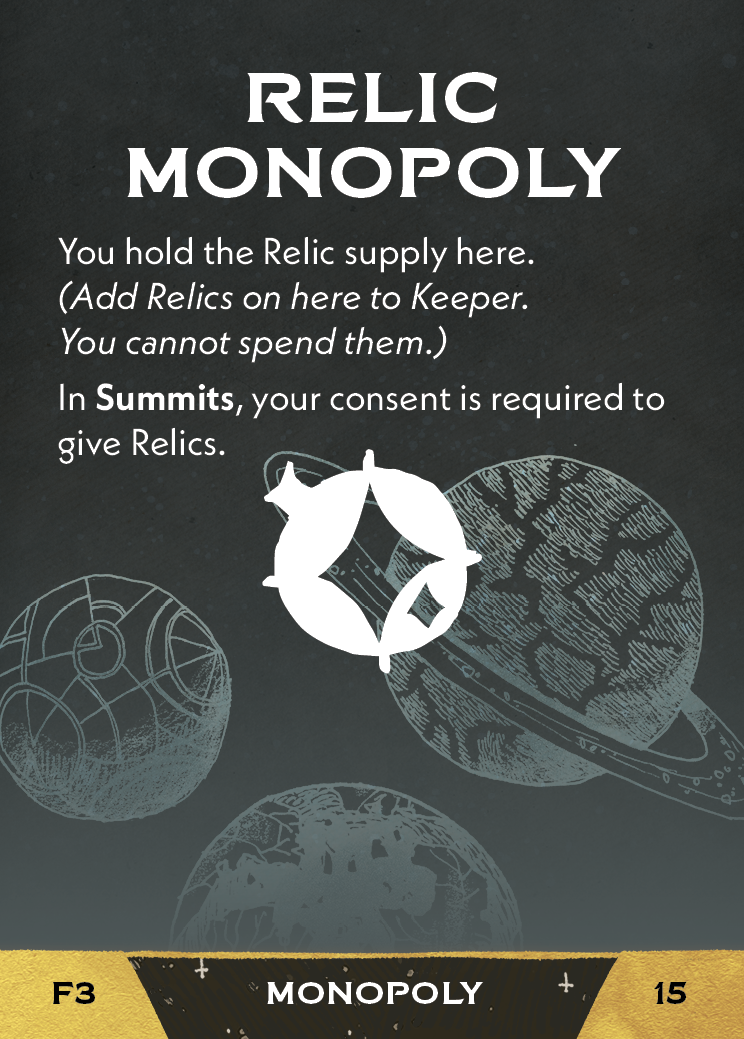 RELIC
MONOPOLY
You hold the Relic supply here.
(Add Relics on here to Keeper.
You cannot spend them.)
In Summits, your consent is required to
give Relics.
F3 MONOPOLY 15